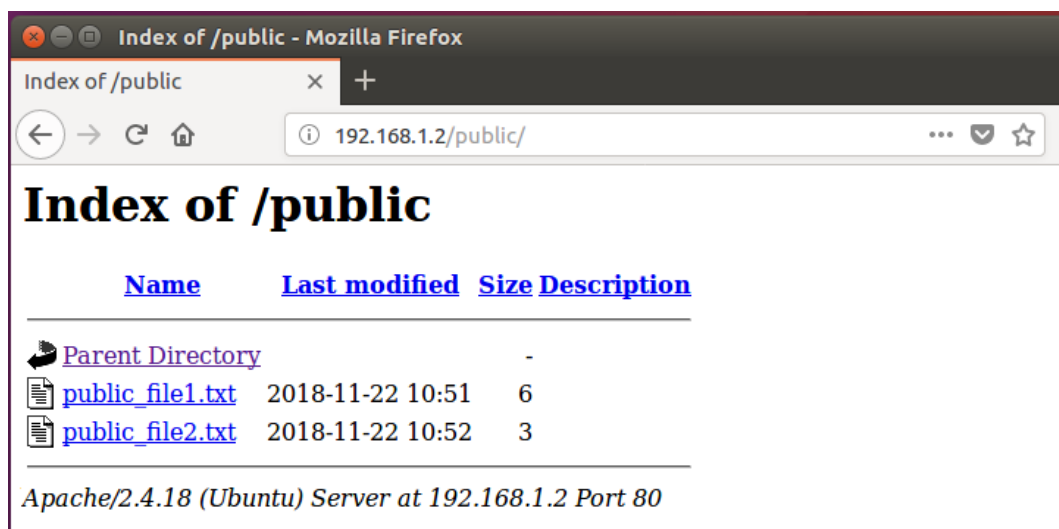 Index of /public - Mozilla Firefox
Index of /public
192.168.1.2/public/
Index of /public
Name Last modified Size Description
Parent Directory -
public_file1.txt 2018-11-22 10:51 6
public_file2.txt 2018-11-22 10:52 3
Apache/2.4.18 (Ubuntu) Server at 192.168.1.2 Port 80